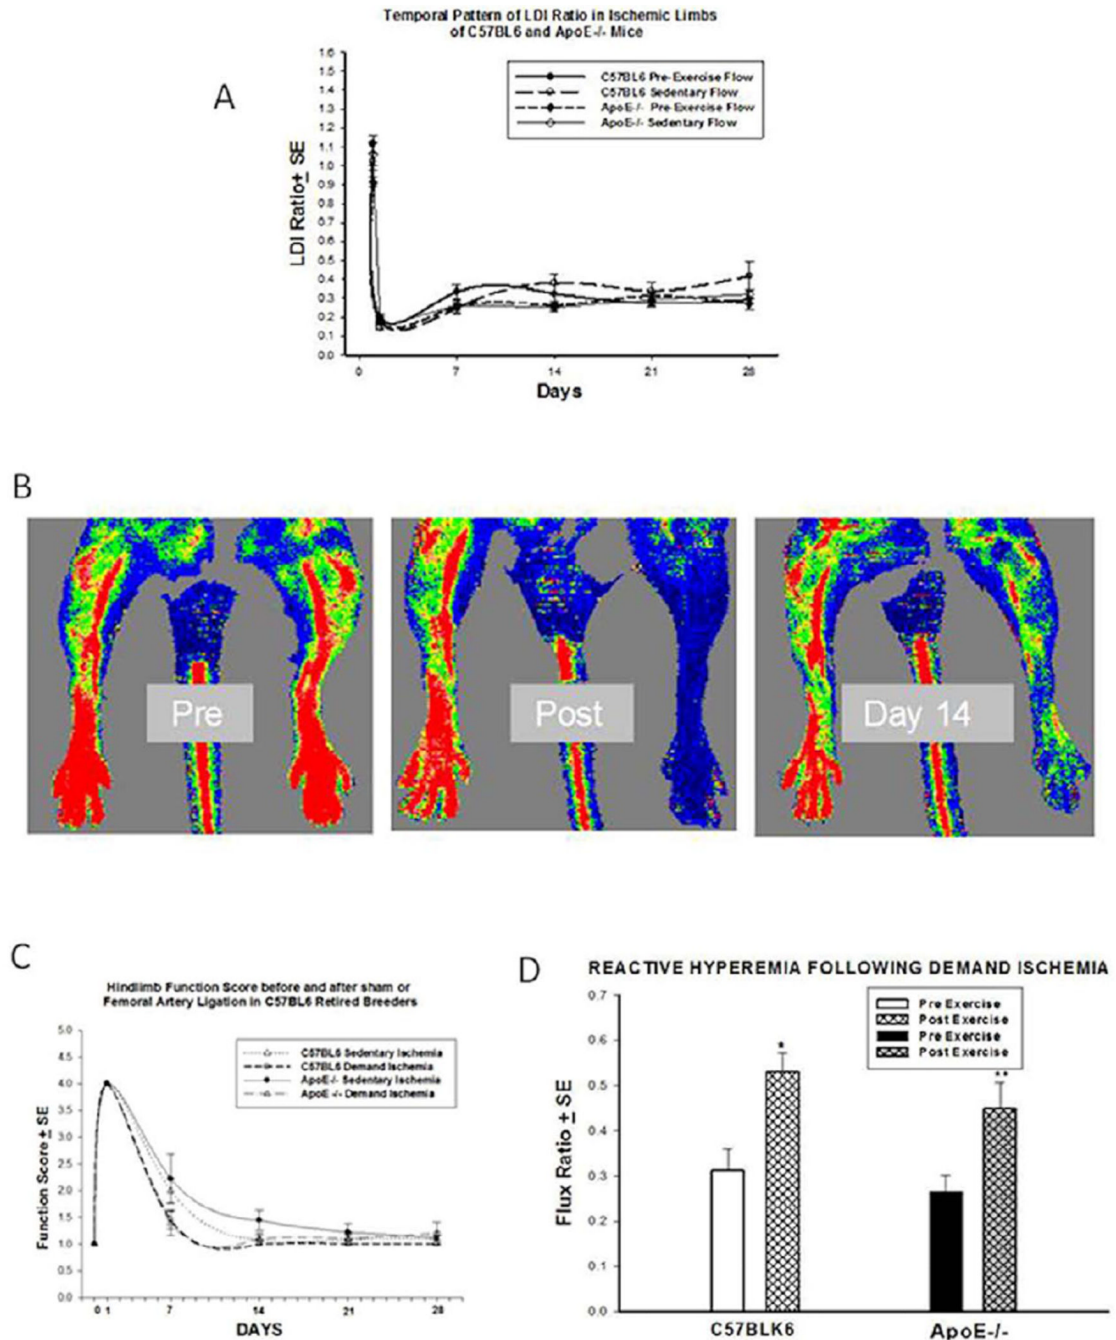 Temporal Pattern of LDI Ratio in Ischemic Limbs
of C57BL6 and ApoE-/- Mice
A
LDI Ratio± SE
1.6
1.5
1.4
1.3
1.2
1.1
1.0
0.9
0.8
0.7
0.6
0.5
0.4
0.3
0.2
0.1
0.0
C57BL6 Pre-Exercise Flow
C57BL6 Sedentary Flow
ApoE-/- Pre-Exercise Flow
ApoE-/- Sedentary Flow
0 7 14 21 28
Days
B
Pre
Post
Day 14
C
Hindlimb Function Score before and after sham or
Femoral Artery Ligation in C57BL6 Retired Breeders
Function Score ± SE
5.0
4.5
4.0
3.5
3.0
2.5
2.0
1.5
1.0
0.5
0.0
C57BL6 Sedentary Ischemia
C57BL6 Demand Ischemia
ApoE-/- Sedentary Ischemia
ApoE -/- Demand Ischemia
0 1 7 14 21 28
DAYS
D
REACTIVE HYPEREMIA FOLLOWING DEMAND ISCHEMIA
Flux Ratio ± SE
0.7
0.6
0.5
0.4
0.3
0.2
0.1
0.0
Pre Exercise
Post Exercise
Pre Exercise
Post Exercise
*
**
C57BLK6 ApoE-/-